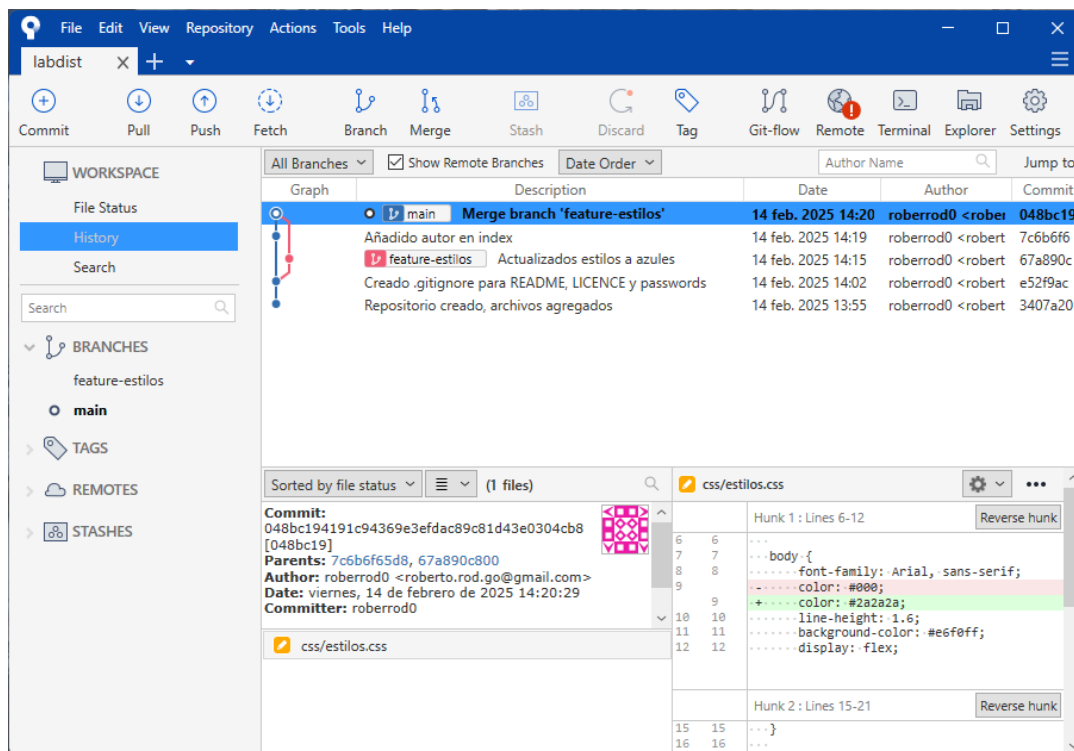 File Edit View Repository Actions Tools Help
labdist
Commit Pull Push Fetch Branch Merge Stash Discard Tag Git-flow Remote Terminal Explorer Settings
WORKSPACE
File Status
History
Search
Search
BRANCHES
feature-estilos
main
TAGS
REMOTES
STASHES
All Branches Show Remote Branches Date Order Author Name Jump to
Graph Description Date Author Commit
main Merge branch 'feature-estilos' 14 feb. 2025 14:20 roberrod0 <rober 048bc19
Añadido autor en index 14 feb. 2025 14:19 roberrod0 <robert 7c6b6f6
feature-estilos Actualizados estilos a azules 14 feb. 2025 14:15 roberrod0 <robert 67a890c
Creado .gitignore para README, LICENCE y passwords 14 feb. 2025 14:02 roberrod0 <robert e52f9ac
Repositorio creado, archivos agregados 14 feb. 2025 13:55 roberrod0 <robert 3407a20
Sorted by file status (1 files)
Commit:
048bc194191c94369e3efdac89c81d43e0304cb8
[048bc19]
Parents: 7c6b6f65d8, 67a890c800
Author: roberrod0 <roberto.rod.go@gmail.com>
Date: viernes, 14 de febrero de 2025 14:20:29
Committer: roberrod0
css/estilos.css
css/estilos.css
Hunk 1 : Lines 6-12 Reverse hunk
6 6
7 7 body {
8 8 font-family: Arial, sans-serif;
9 - color: #000;
9 + color: #2a2a2a;
10 10 line-height: 1.6;
11 11 background-color: #e6f0ff;
12 12 display: flex;
Hunk 2 : Lines 15-21 Reverse hunk
15 15 }
16 16